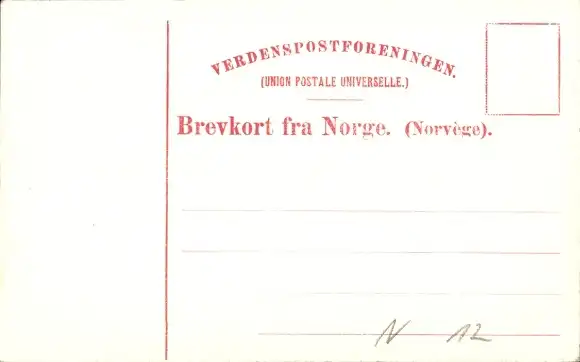 VERDENSPOSTFORENINGEN.
(UNION POSTALE UNIVERSELLE.)
Brevkort fra Norge. (Norvège).
N 12